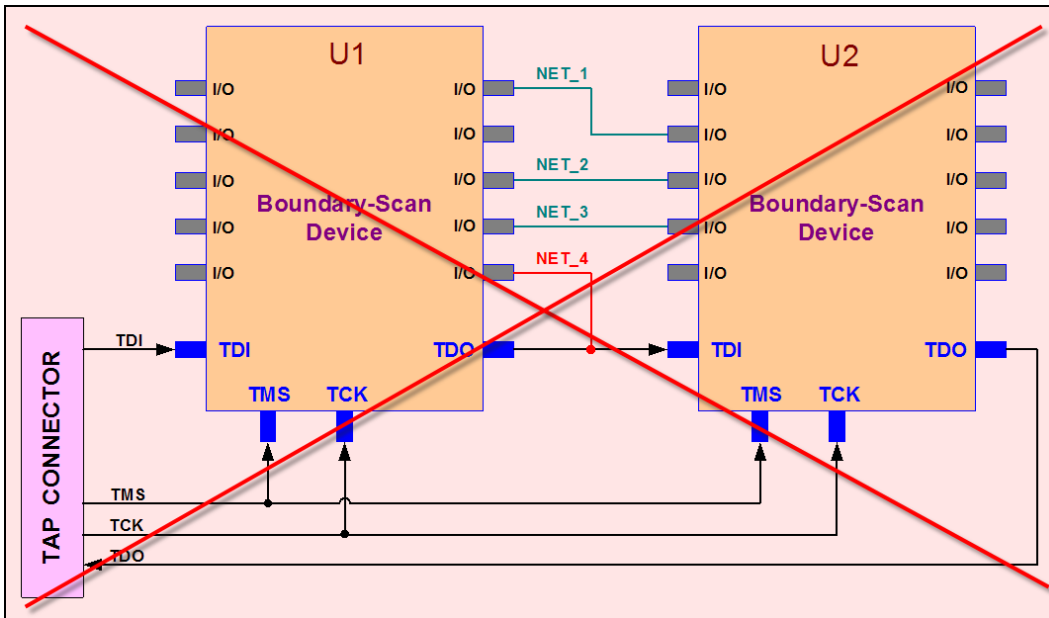 U1
U2
NET_1
I/O
I/O
I/O
I/O
I/O
I/O
I/O
I/O
NET_2
I/O
I/O
I/O
I/O
Boundary-Scan
Device
Boundary-Scan
Device
NET_3
I/O
I/O
I/O
I/O
NET_4
I/O
I/O
I/O
I/O
TDI
TDI
TDO
TDI
TDO
TMS
TCK
TMS
TCK
TAP CONNECTOR
TMS
TCK
TDO